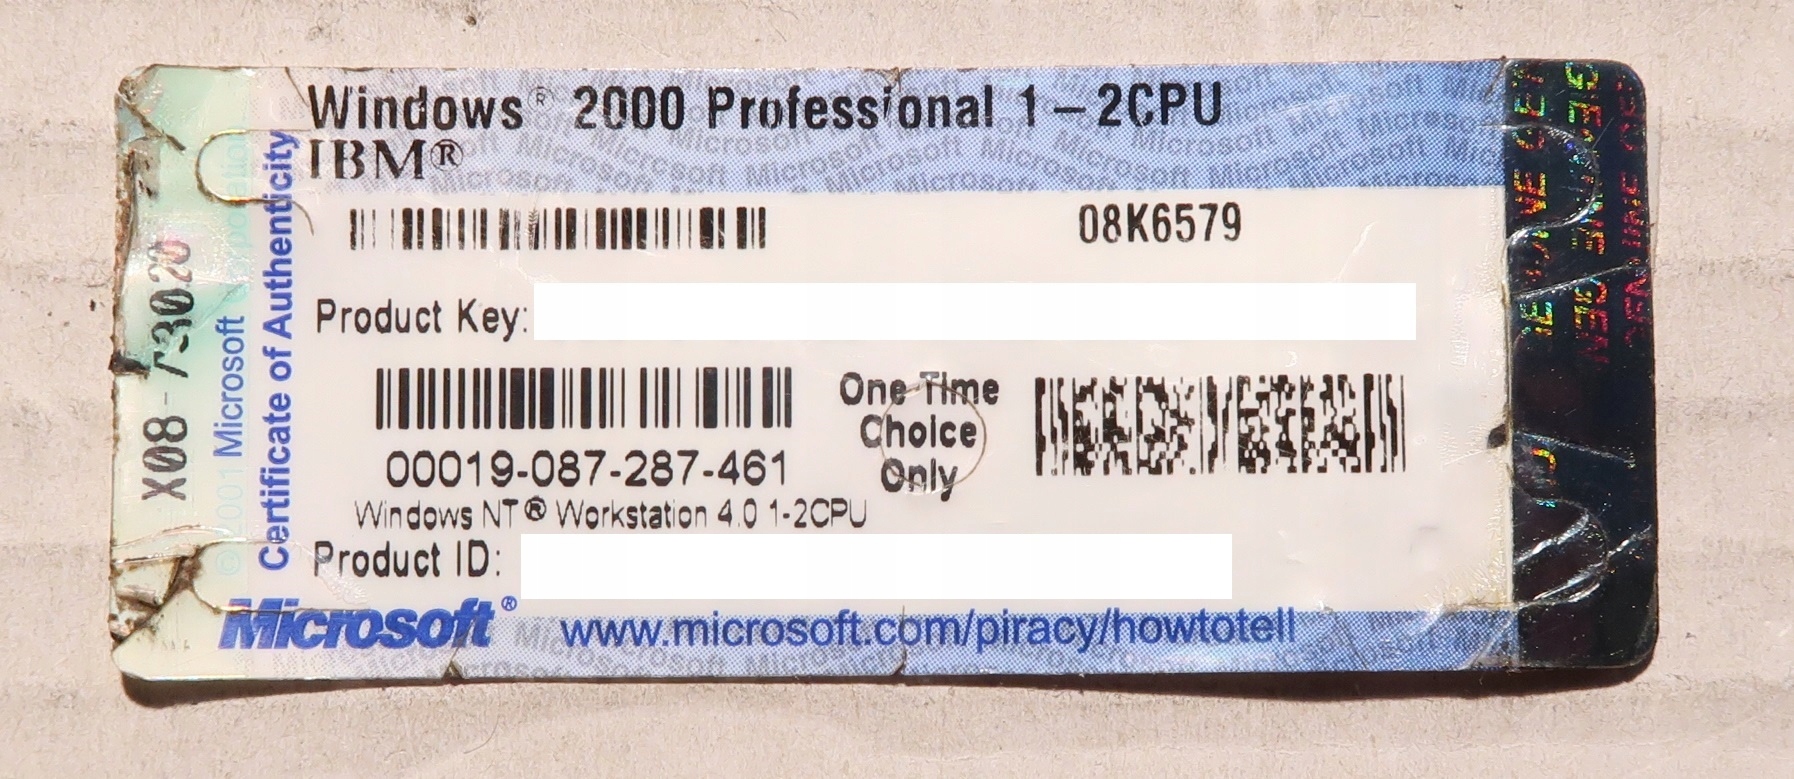 Windows® 2000 Professional 1-2CPU
IBM®
08K6579
Product Key:
One Time
Choice
Only
00019-087-287-461
Windows NT® Workstation 4.0 1-2CPU
Product ID:
Microsoft® www.microsoft.com/piracy/howtotell
Certificate of Authenticity
© 2001 Microsoft Corporation
X08-73020